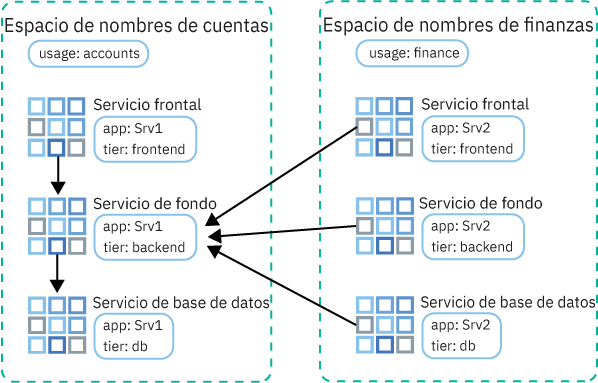 Espacio de nombres de cuentas
usage: accounts
Servicio frontal
app: Srv1
tier: frontend
Servicio de fondo
app: Srv1
tier: backend
Servicio de base de datos
app: Srv1
tier: db
Espacio de nombres de finanzas
usage: finance
Servicio frontal
app: Srv2
tier: frontend
Servicio de fondo
app: Srv2
tier: backend
Servicio de base de datos
app: Srv2
tier: db